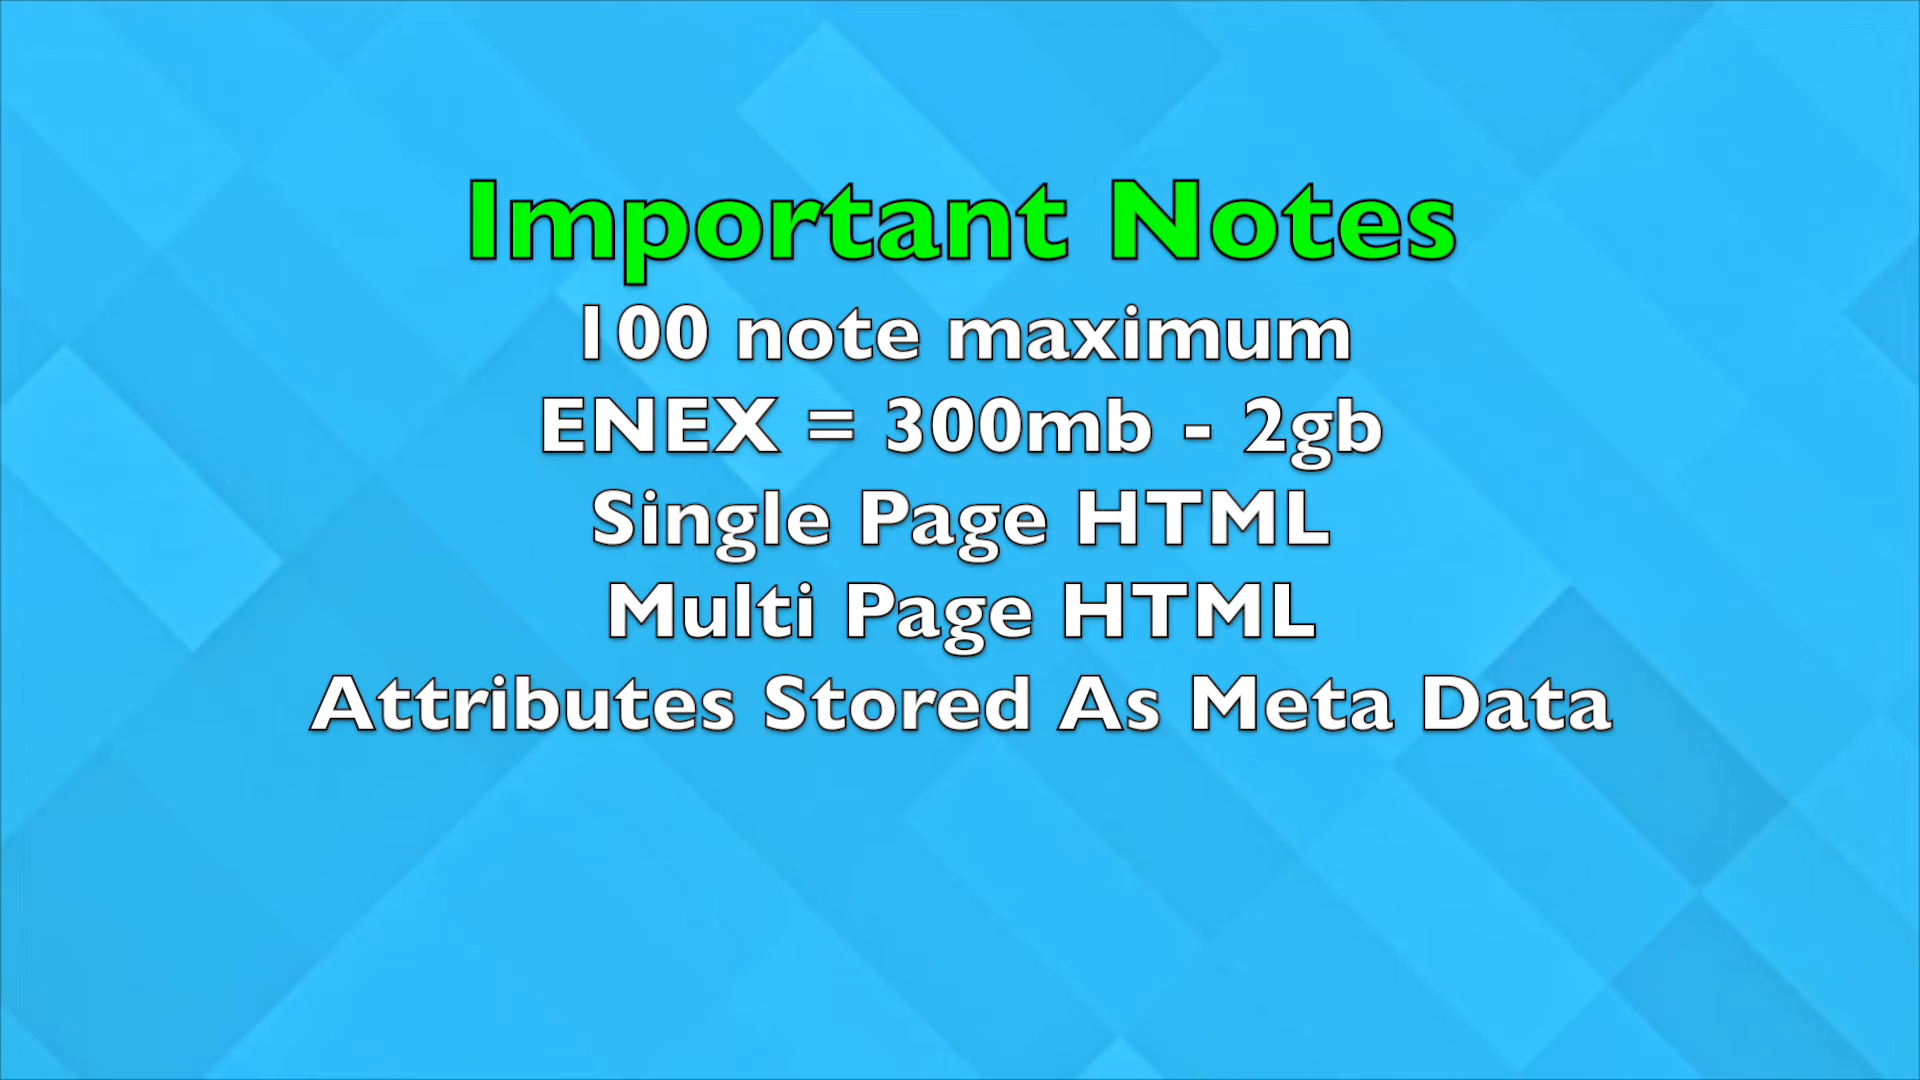 Important Notes
100 note maximum
ENEX = 300mb - 2gb
Single Page HTML
Multi Page HTML
Attributes Stored As Meta Data